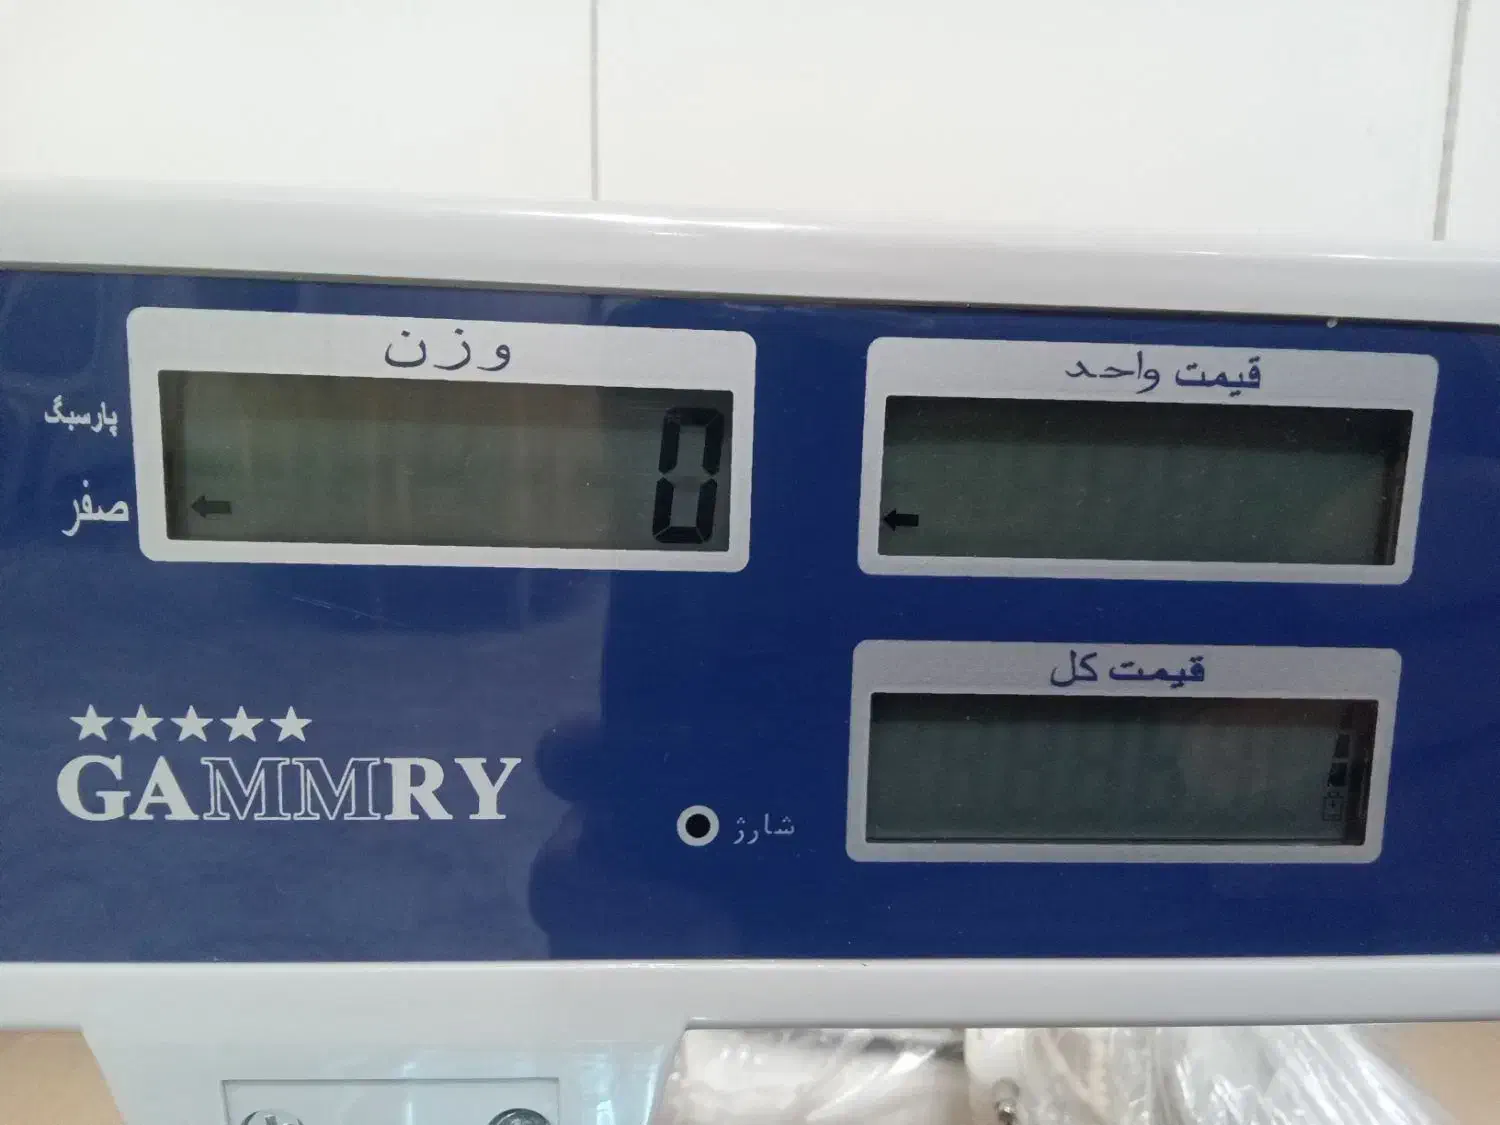 وزن
قیمت واحد
پارسبگ
صفر
0
قیمت کل
GAMMRY
شارژ